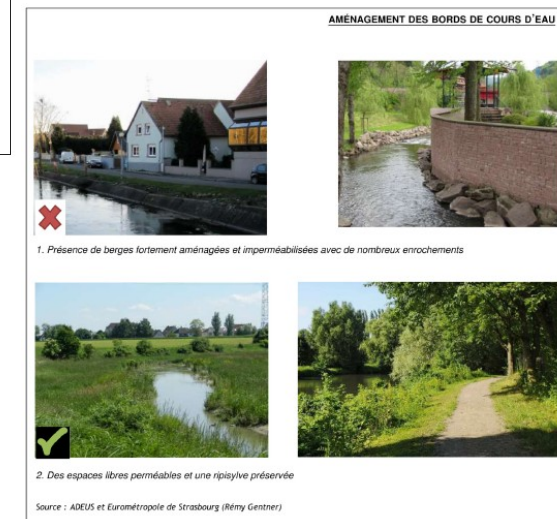 AMÉNAGEMENT DES BORDS DE COURS D'EAU
1. Présence de berges fortement aménagées et imperméabilisées avec de nombreux enrochements
2. Des espaces libres perméables et une ripisylve préservée
Source : ADEUS et Eurométropole de Strasbourg (Rémy Gentner)